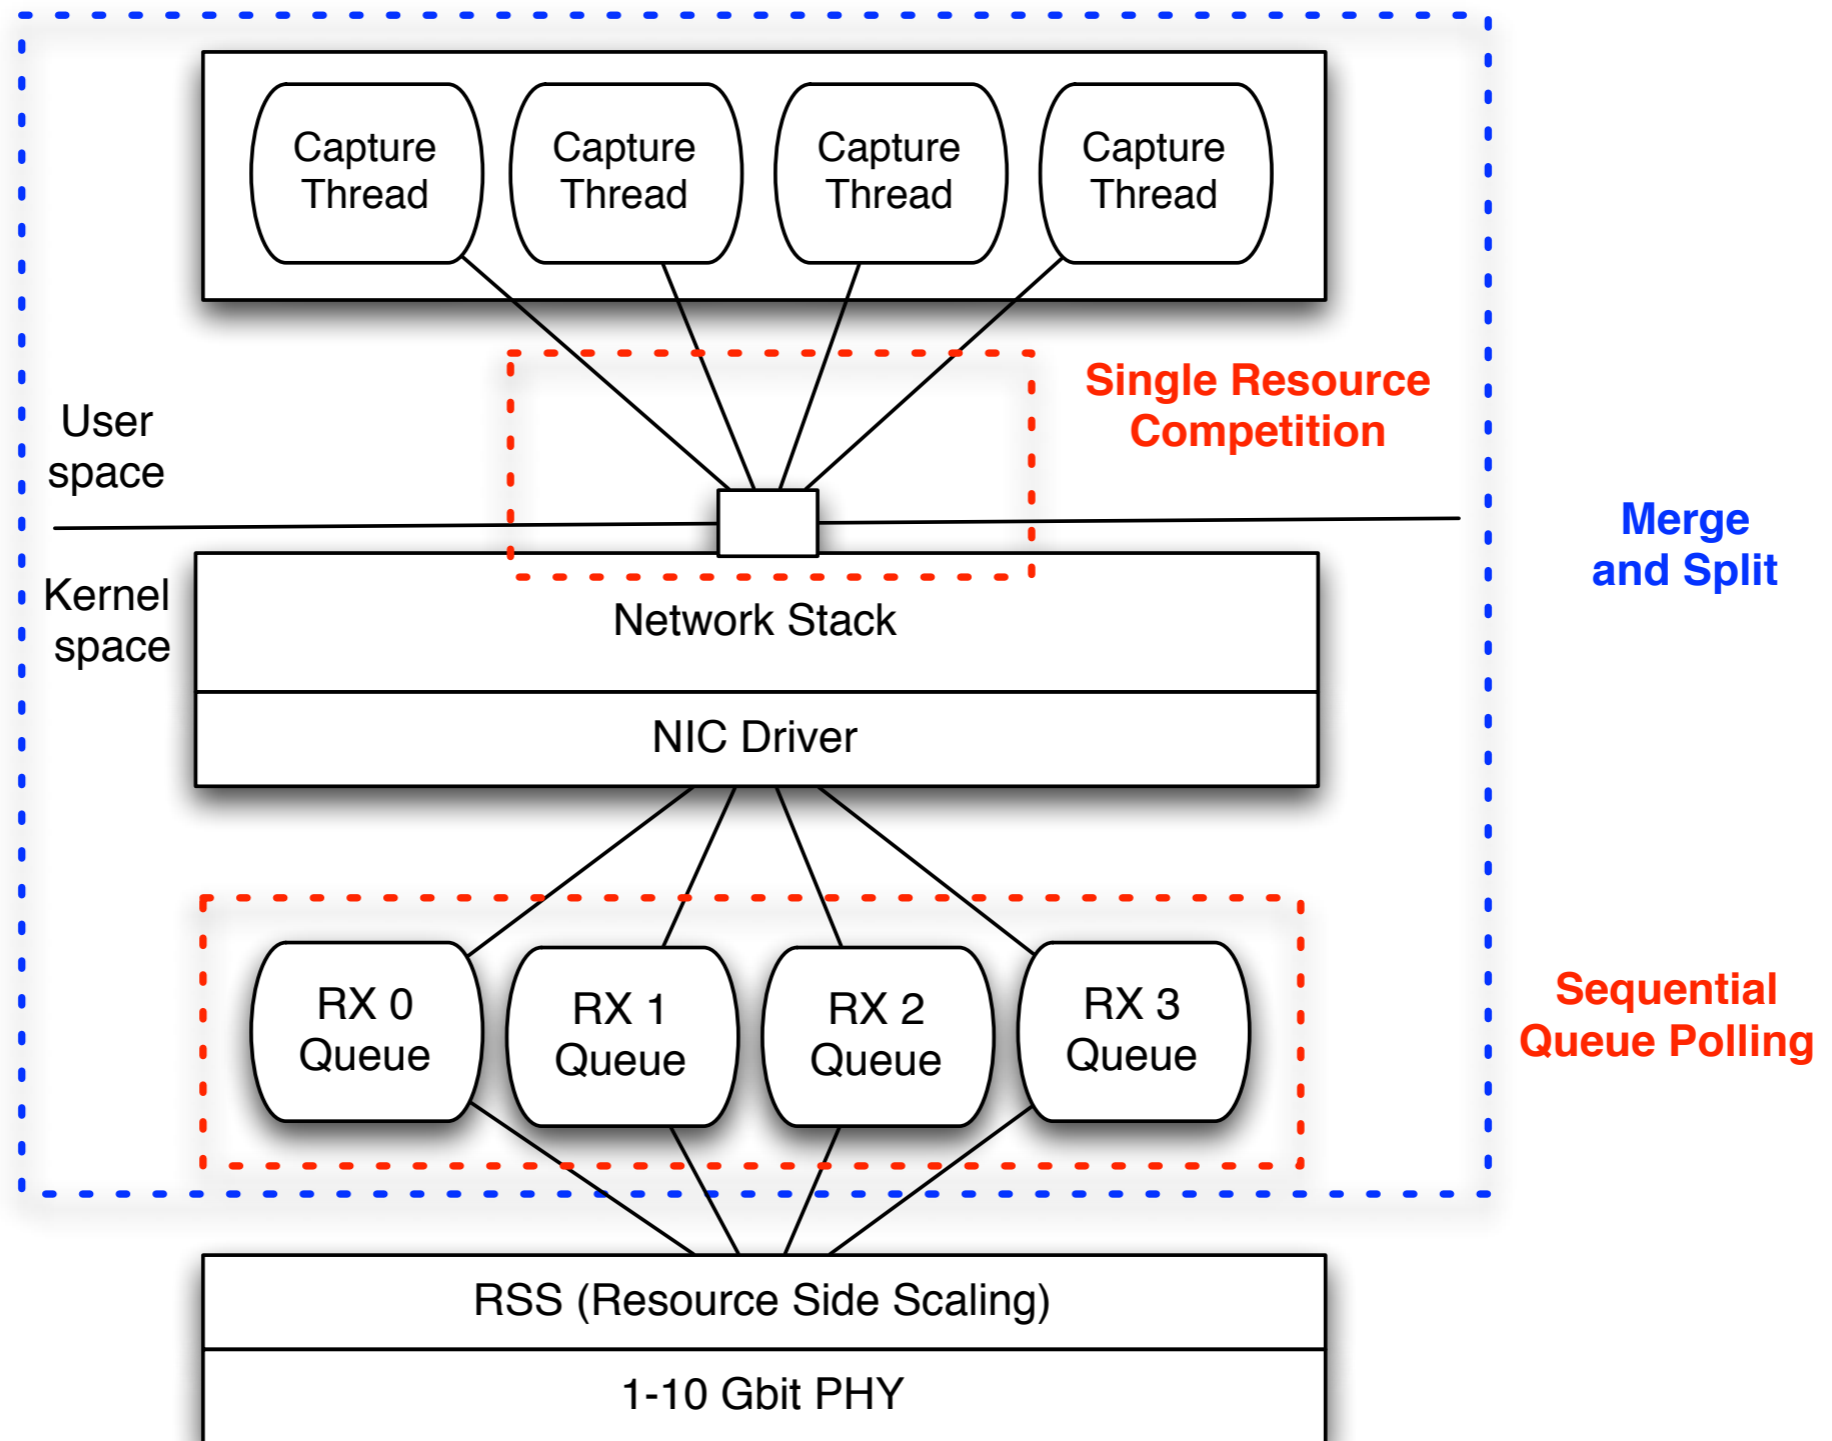 Capture
Thread
Capture
Thread
Capture
Thread
Capture
Thread
Single Resource
Competition
User
space
Merge
and Split
Kernel
space
Network Stack
NIC Driver
RX 0
Queue
RX 1
Queue
RX 2
Queue
RX 3
Queue
Sequential
Queue Polling
RSS (Resource Side Scaling)
1-10 Gbit PHY